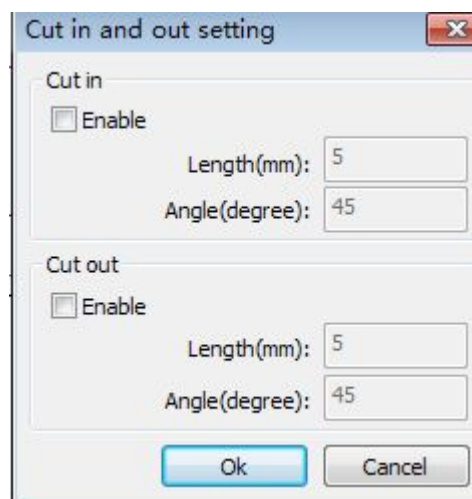 Cut in and out setting
Cut in
Enable
Length(mm): 5
Angle(degree): 45
Cut out
Enable
Length(mm): 5
Angle(degree): 45
Ok Cancel